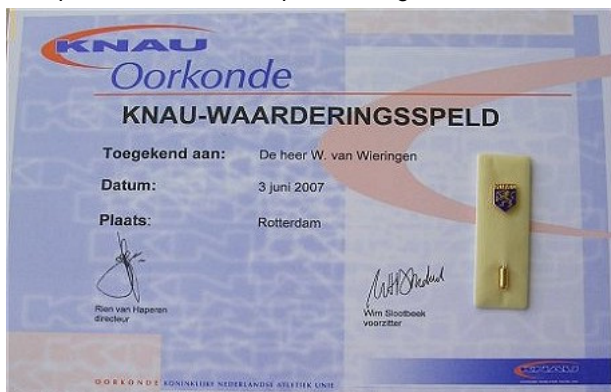 KNAU
Oorkonde
KNAU-WAARDERINGSSPELD
Toegekend aan: De heer W. van Wieringen
Datum: 3 juni 2007
Plaats: Rotterdam
Rien van Haperen
directeur
Wim Slootbeek
voorzitter
OORKONDE KONINKLIJKE NEDERLANDSE ATLETIEK UNIE
KNAU